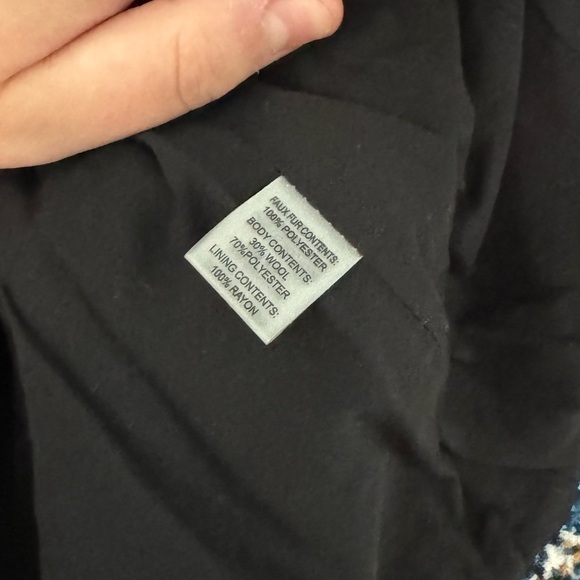 FAUX FUR CONTENTS:
100% POLYESTER
BODY CONTENTS:
30% WOOL
70%POLYESTER
LINING CONTENTS:
100% RAYON